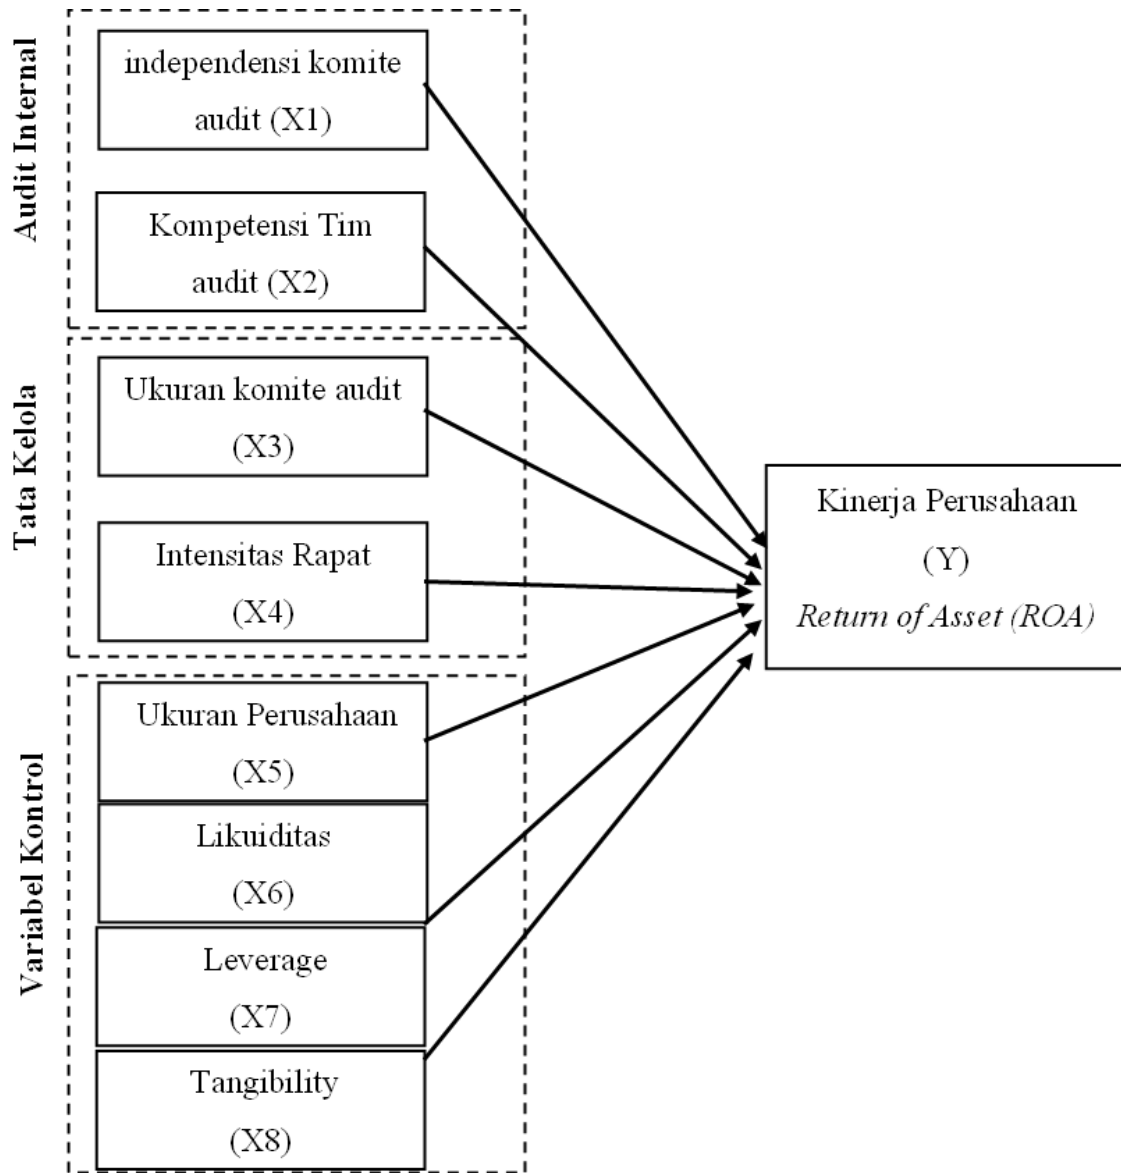 Audit Internal
independensi komite
audit (X1)
Kompetensi Tim
audit (X2)
Tata Kelola
Ukuran komite audit
(X3)
Intensitas Rapat
(X4)
Variabel Kontrol
Ukuran Perusahaan
(X5)
Likuiditas
(X6)
Leverage
(X7)
Tangibility
(X8)
Kinerja Perusahaan
(Y)
Return of Asset (ROA)